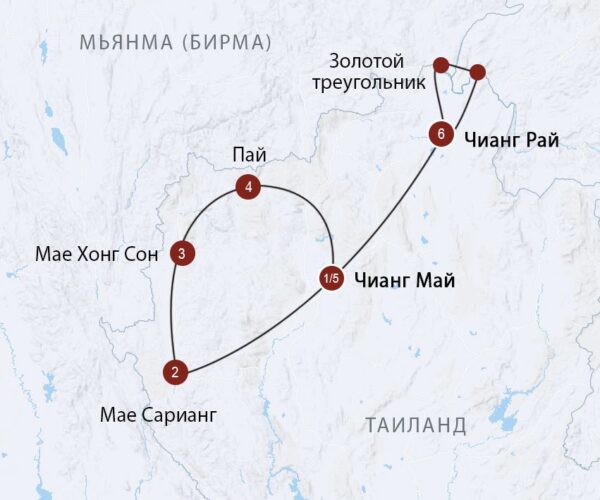 МЬЯНМА (БИРМА)
Золотой
треугольник
6
Чианг Рай
Пай
4
3
Мае Хонг Сон
1/5
Чианг Май
2
Мае Сарианг
ТАИЛАНД